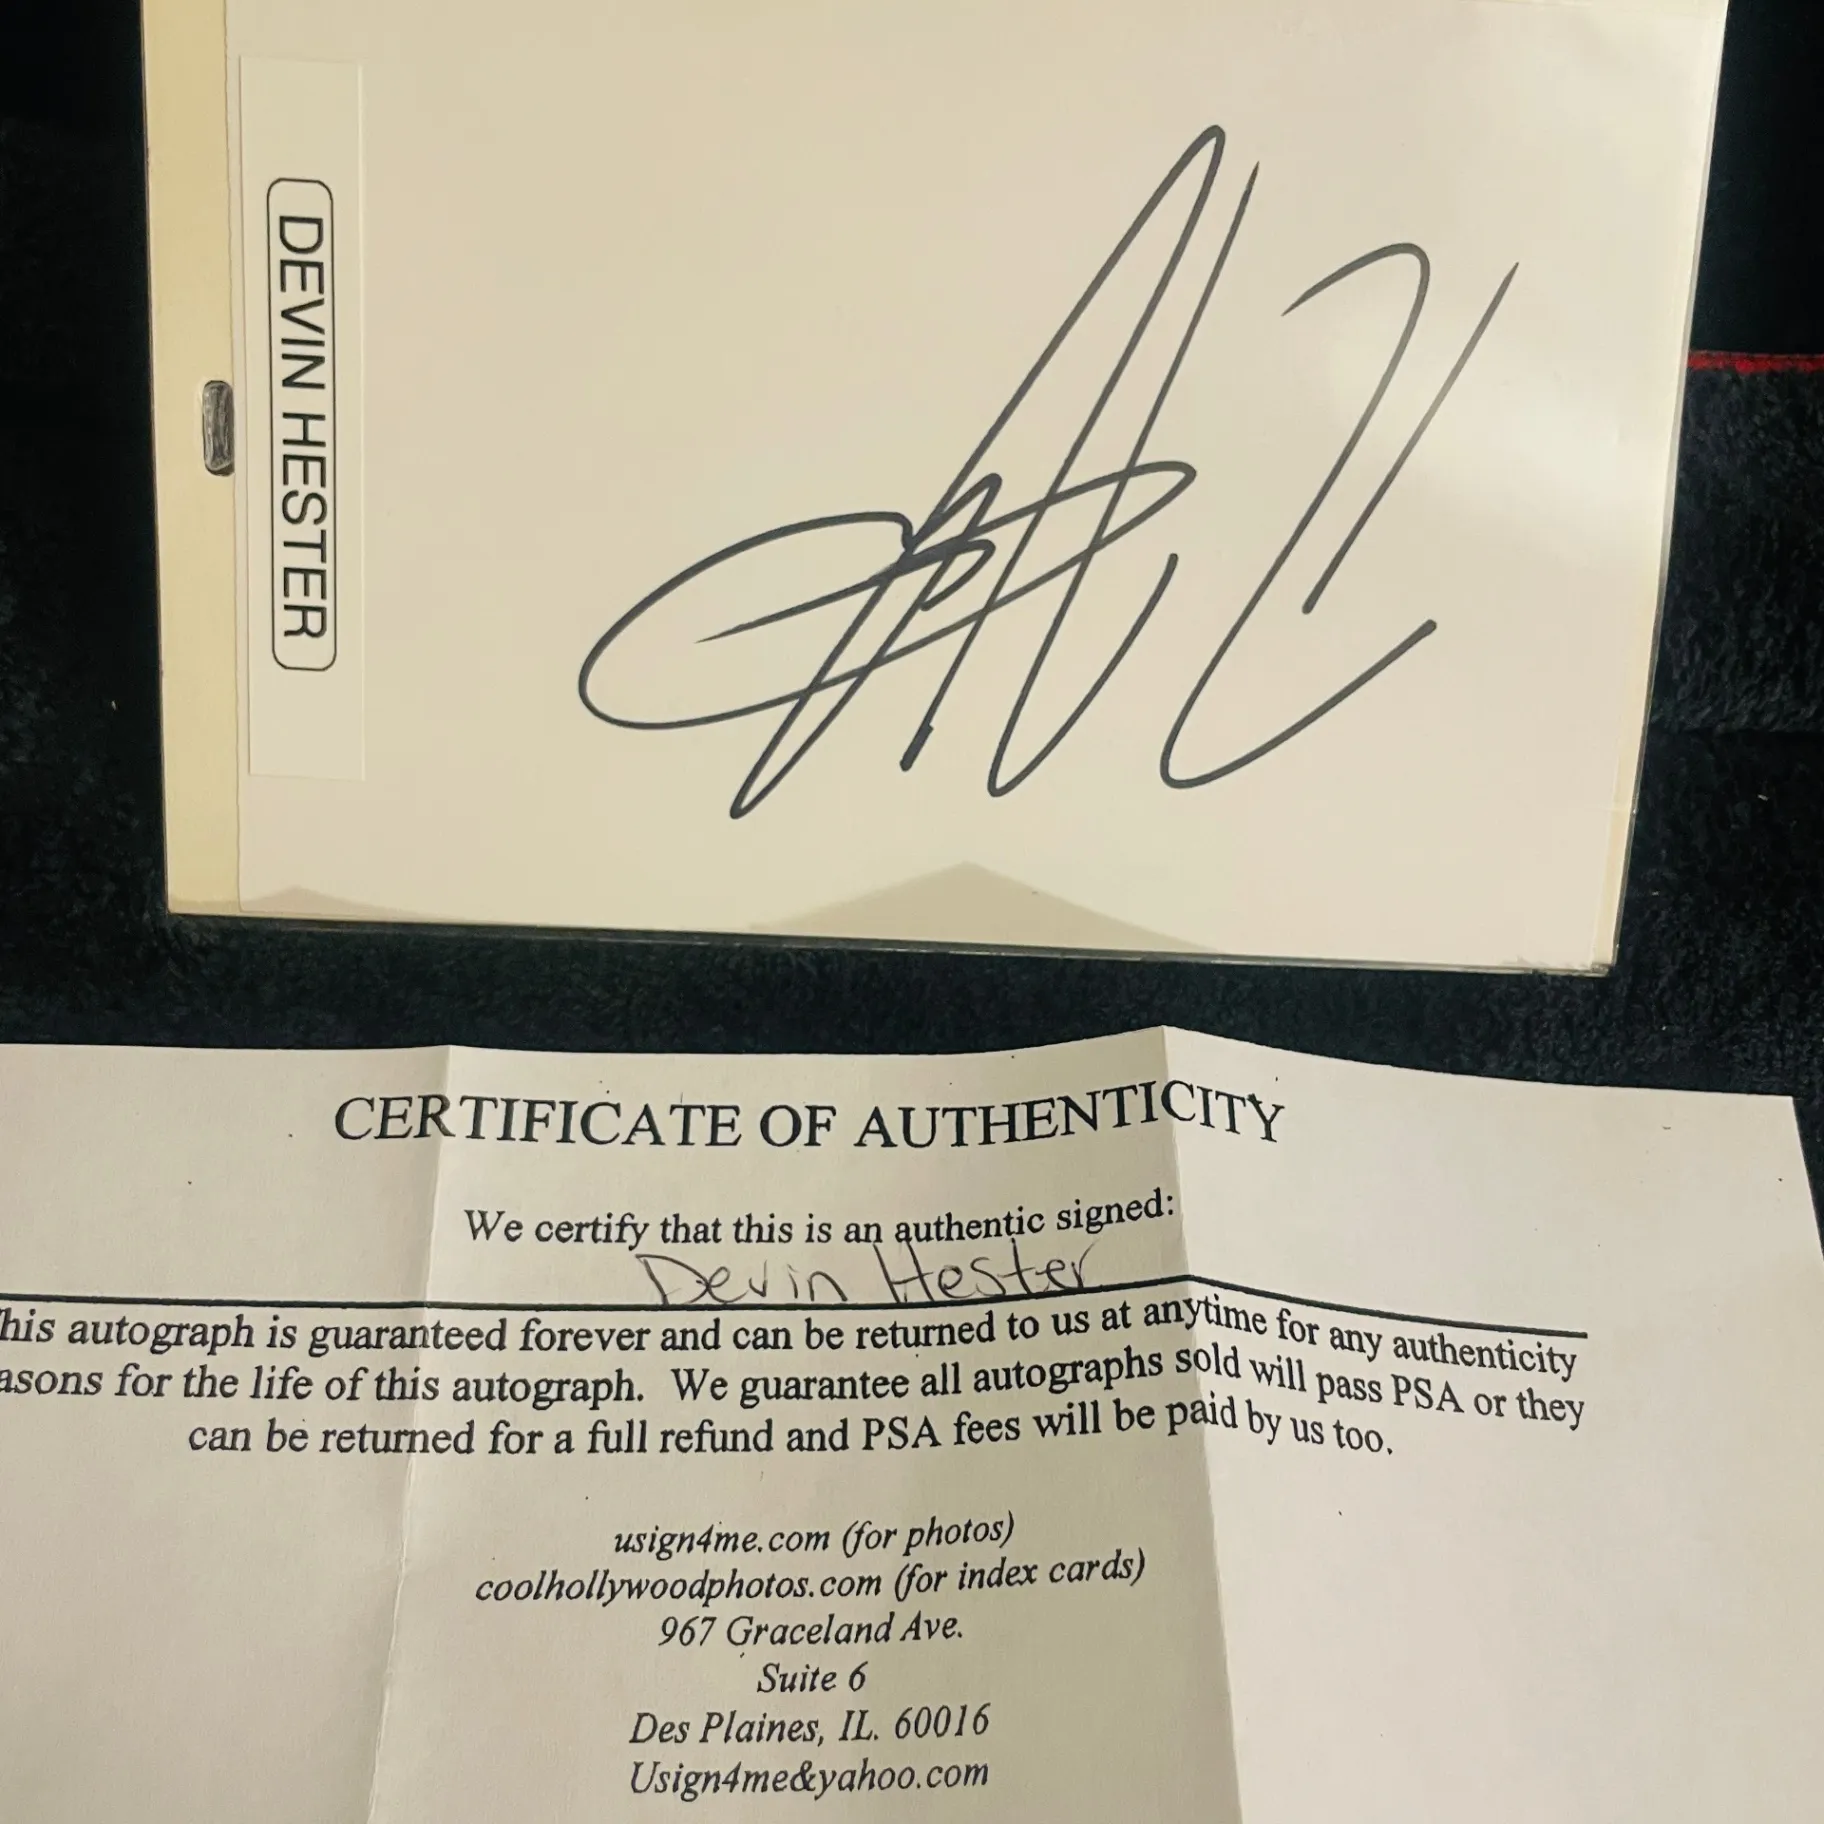 DEVIN HESTER
23
CERTIFICATE OF AUTHENTICITY
We certify that this is an authentic signed:
Devin Hester
his autograph is guaranteed forever and can be returned to us at anytime for any authenticity
asons for the life of this autograph. We guarantee all autographs sold will pass PSA or they
can be returned for a full refund and PSA fees will be paid by us too.
usign4me.com (for photos)
coolhollywoodphotos.com (for index cards)
967 Graceland Ave.
Suite 6
Des Plaines, IL. 60016
Usign4me&yahoo.com